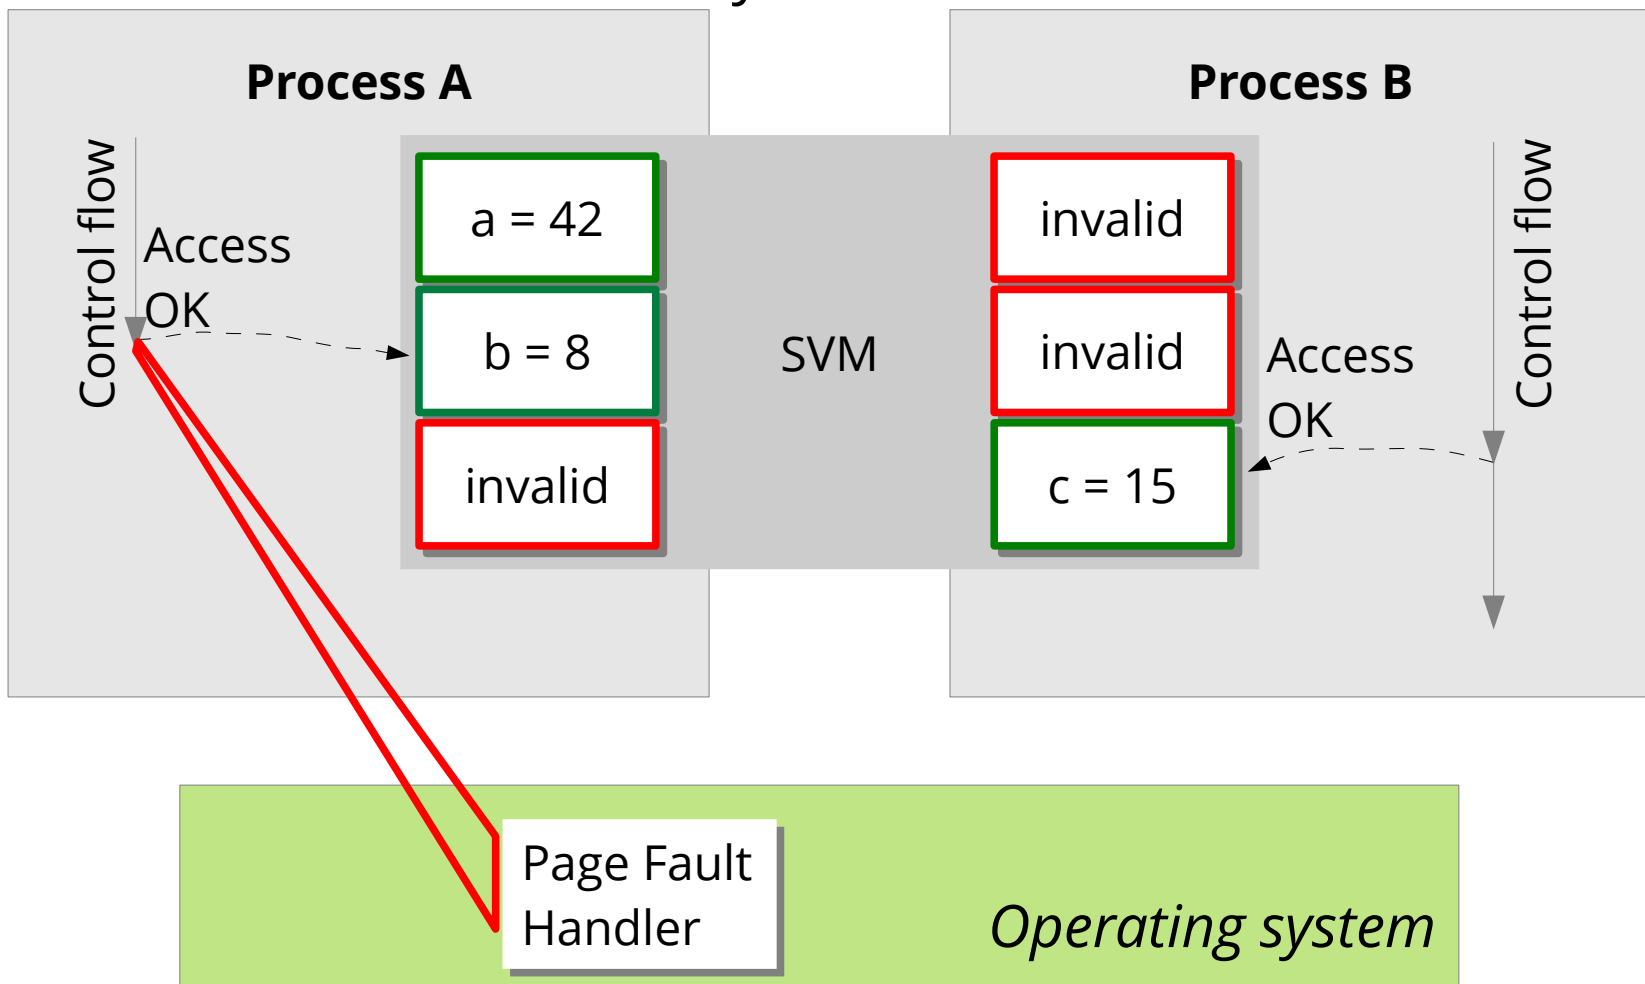 Process A
Process B
Control flow
Access
OK
a = 42
b = 8
invalid
SVM
invalid
invalid
c = 15
Access
OK
Control flow
Page Fault
Handler
Operating system